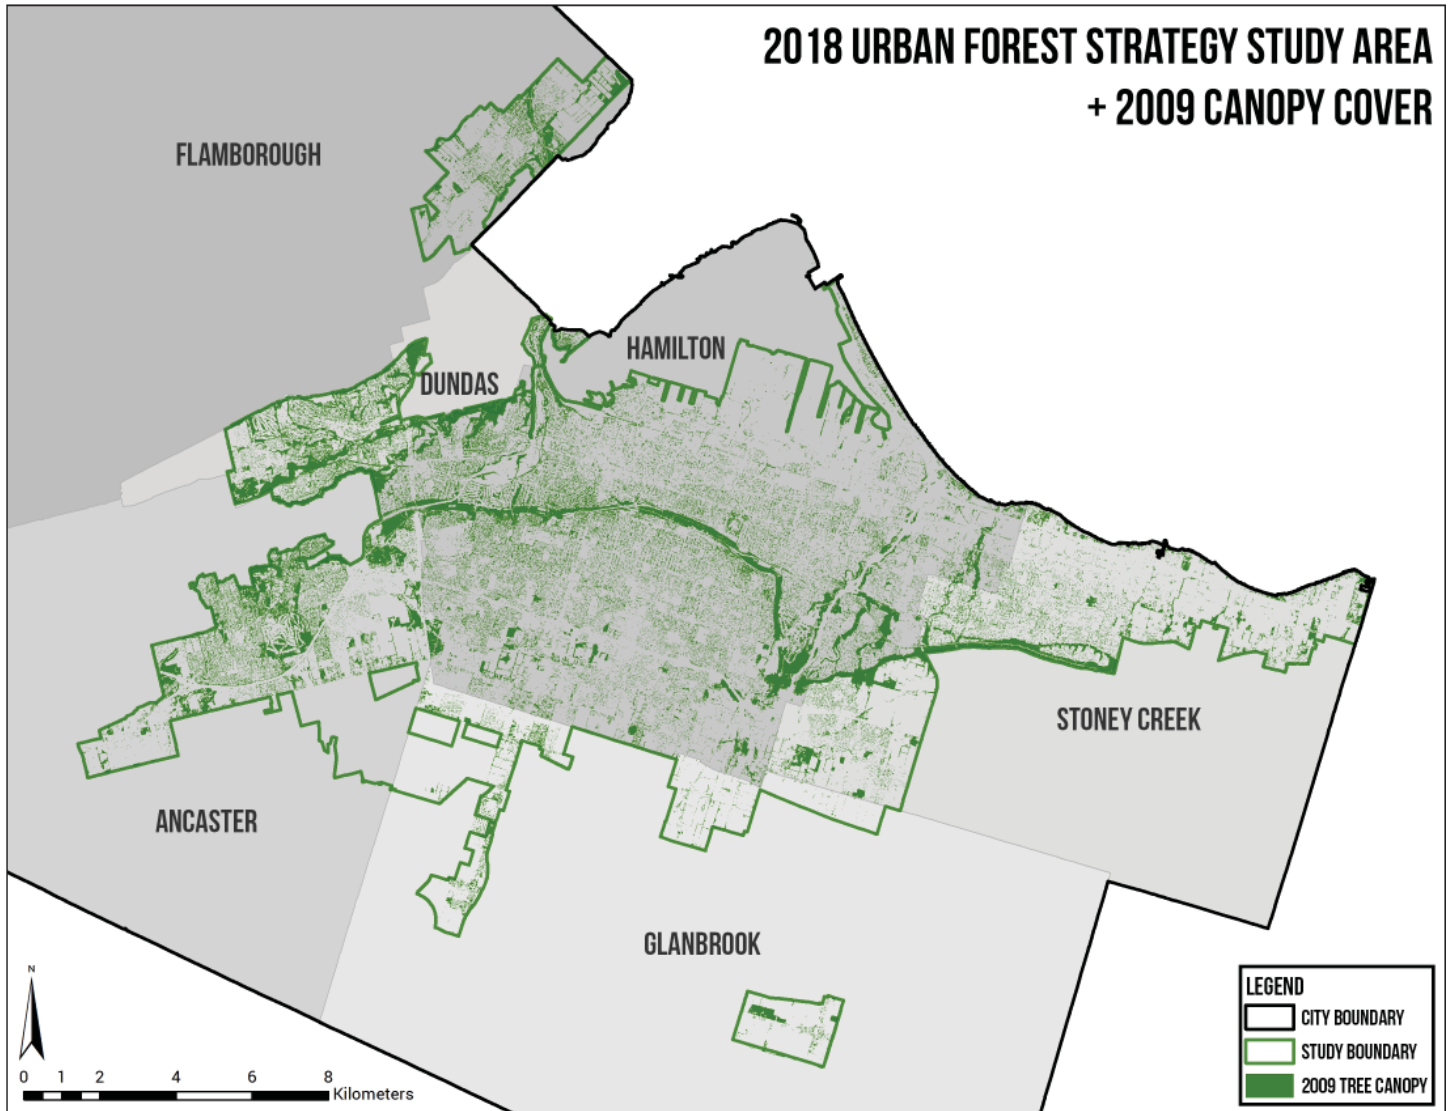 2018 URBAN FOREST STRATEGY STUDY AREA
+ 2009 CANOPY COVER
FLAMBOROUGH
HAMILTON
DUNDAS
STONEY CREEK
ANCASTER
GLANBROOK
N
0 1 2 4 6 8
Kilometers
LEGEND
CITY BOUNDARY
STUDY BOUNDARY
2009 TREE CANOPY